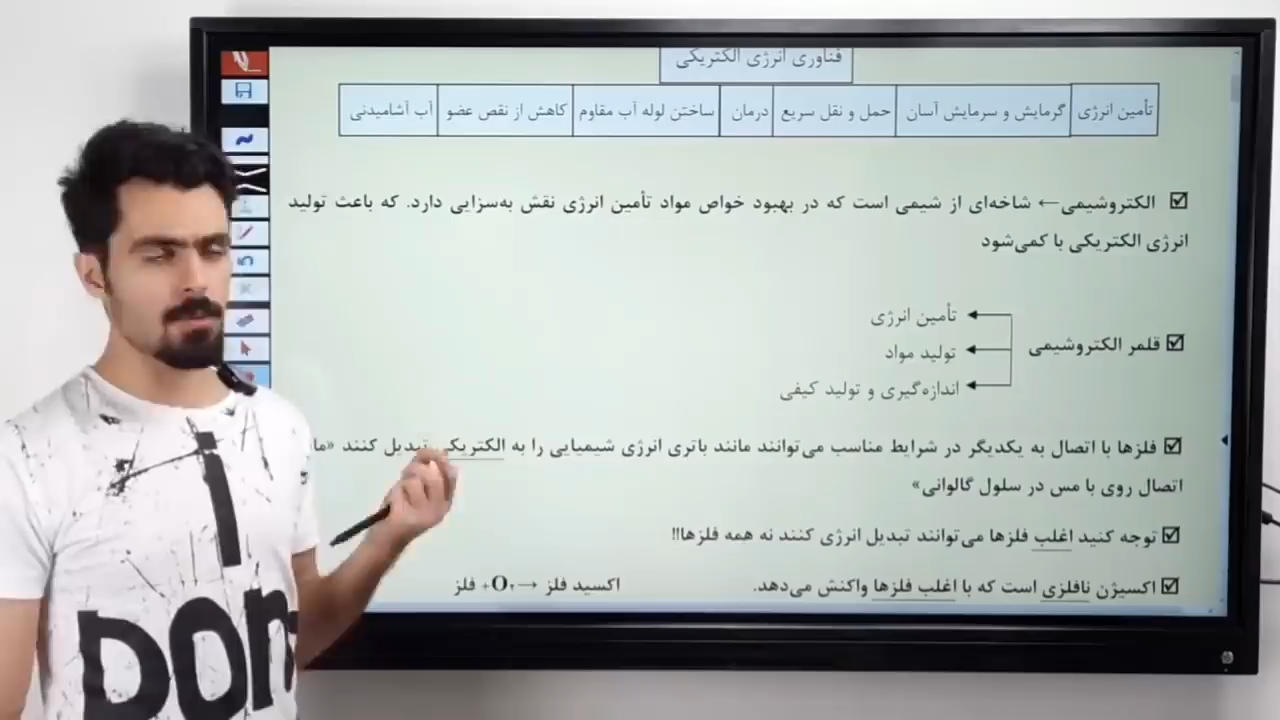 فناوری انرژی الکتریکی
تأمین انرژی گرمایش و سرمایش آسان حمل و نقل سریع درمان ساختن لوله آب مقاوم کاهش از نقص عضو آب آشامیدنی
الکتروشیمی← شاخه‌ای از شیمی است که در بهبود خواص مواد تأمین انرژی نقش به‌سزایی دارد. که باعث تولید
انرژی الکتریکی با کمی‌شود
تأمین انرژی
قلمر الکتروشیمی
تولید مواد
اندازه‌گیری و تولید کیفی
فلزها با اتصال به یکدیگر در شرایط مناسب می‌توانند مانند باتری انرژی شیمیایی را به الکتریکی تبدیل کنند «ما
اتصال روی با مس در سلول گالوانی»
توجه کنید اغلب فلزها می‌توانند تبدیل انرژی کنند نه همه فلزها!!
اکسیژن نافلزی است که با اغلب فلزها واکنش می‌دهد. اکسید فلز → O₂+ فلز
DON